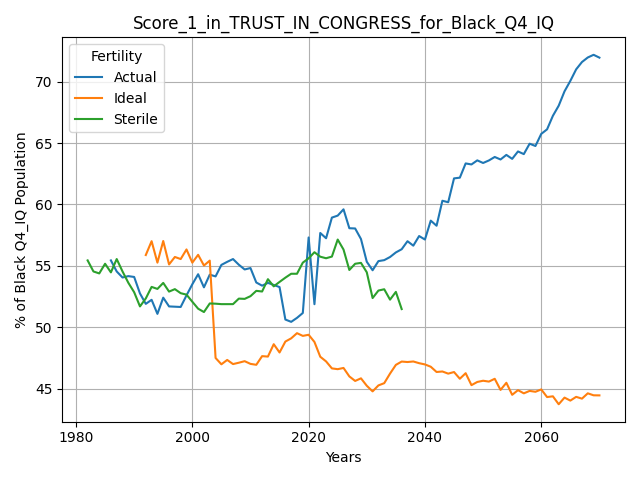 Score_1_in_TRUST_IN_CONGRESS_for_Black_Q4_IQ
Fertility
Actual
Ideal
Sterile
% of Black Q4_IQ Population
70
65
60
55
50
45
1980
2000
2020
2040
2060
Years